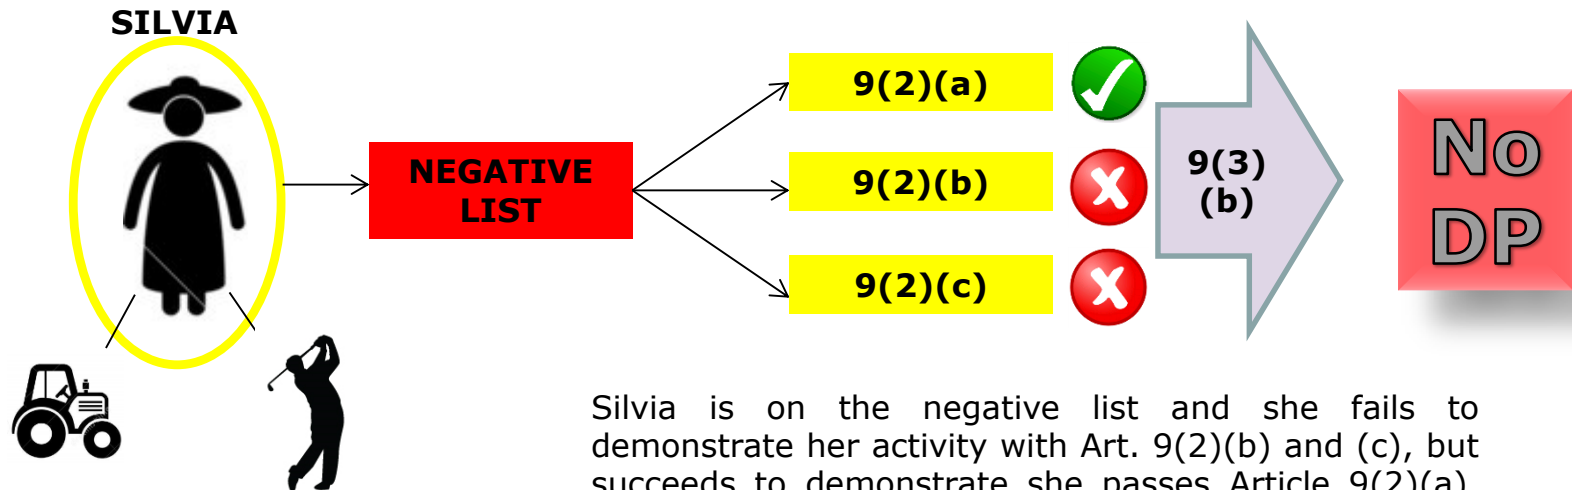 SILVIA
NEGATIVE
LIST
9(2)(a)
9(2)(b)
9(2)(c)
9(3)
(b)
No
DP
Silvia is on the negative list and she fails to
demonstrate her activity with Art. 9(2)(b) and (c), but
succeeds to demonstrate she passes Article 9(2)(a).